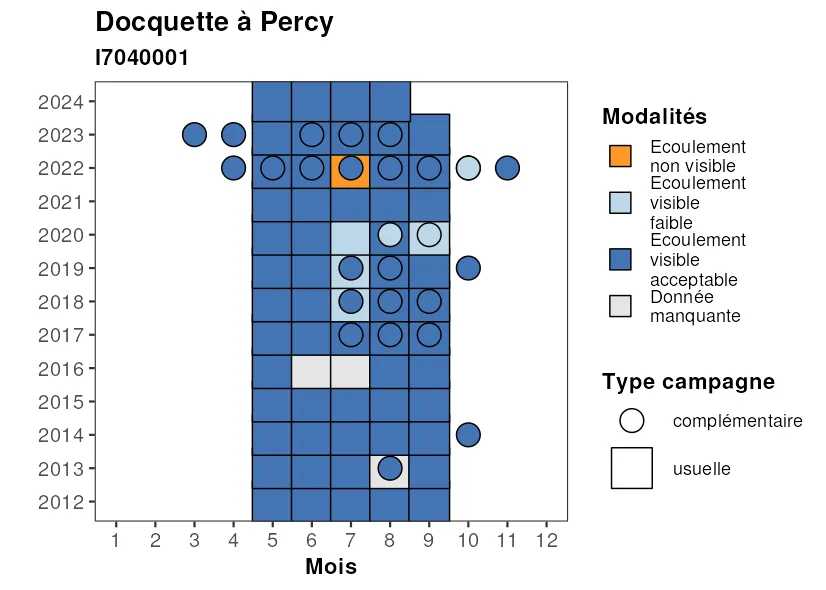 Docquette à Percy
I7040001
2024
2023
2022
2021
2020
2019
2018
2017
2016
2015
2014
2013
2012
1 2 3 4 5 6 7 8 9 10 11 12
Mois
Modalités
Ecoulement
non visible
Ecoulement
visible
faible
Ecoulement
visible
acceptable
Donnée
manquante
Type campagne
complémentaire
usuelle